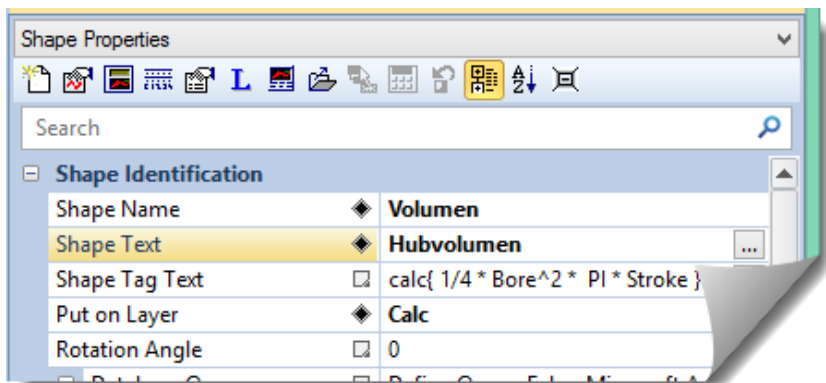 Shape Properties
L A Z
Search
Shape Identification
Shape Name Volumen
Shape Text Hubvolumen ...
Shape Tag Text calc{ 1/4 * Bore^2 * PI * Stroke }
Put on Layer Calc
Rotation Angle 0